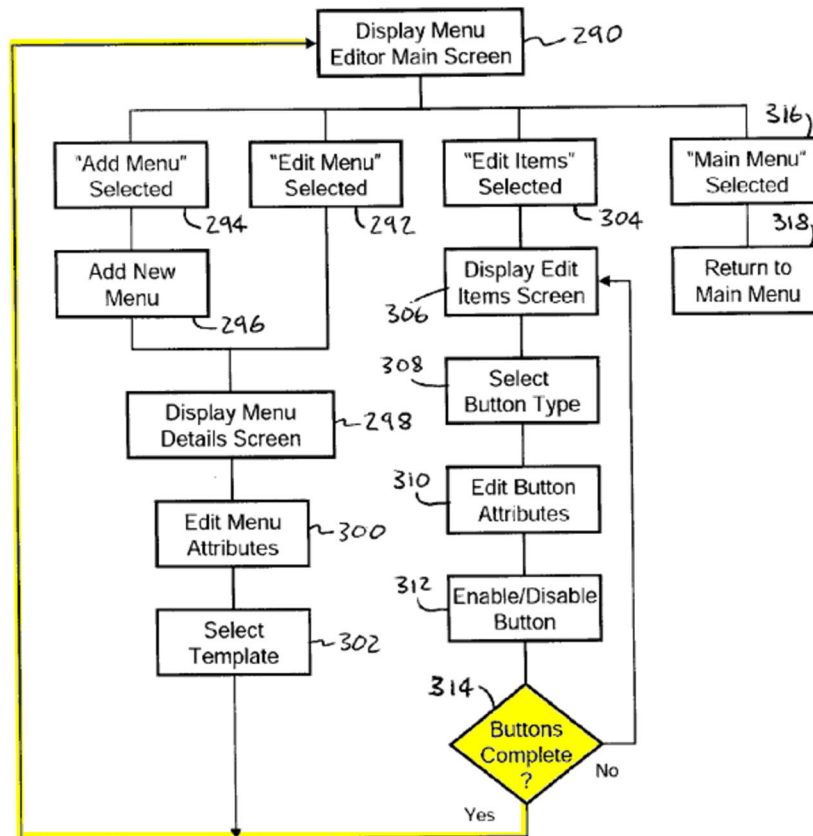 Display Menu
Editor Main Screen
290
"Add Menu"
Selected
294
"Edit Menu"
Selected
292
"Edit Items"
Selected
304
316
"Main Menu"
Selected
318
Add New
Menu
296
Display Edit
Items Screen
306
Return to
Main Menu
308
Select
Button Type
Display Menu
Details Screen
298
310
Edit Button
Attributes
Edit Menu
Attributes
300
312
Enable/Disable
Button
Select
Template
302
314
Buttons
Complete
?
No
Yes